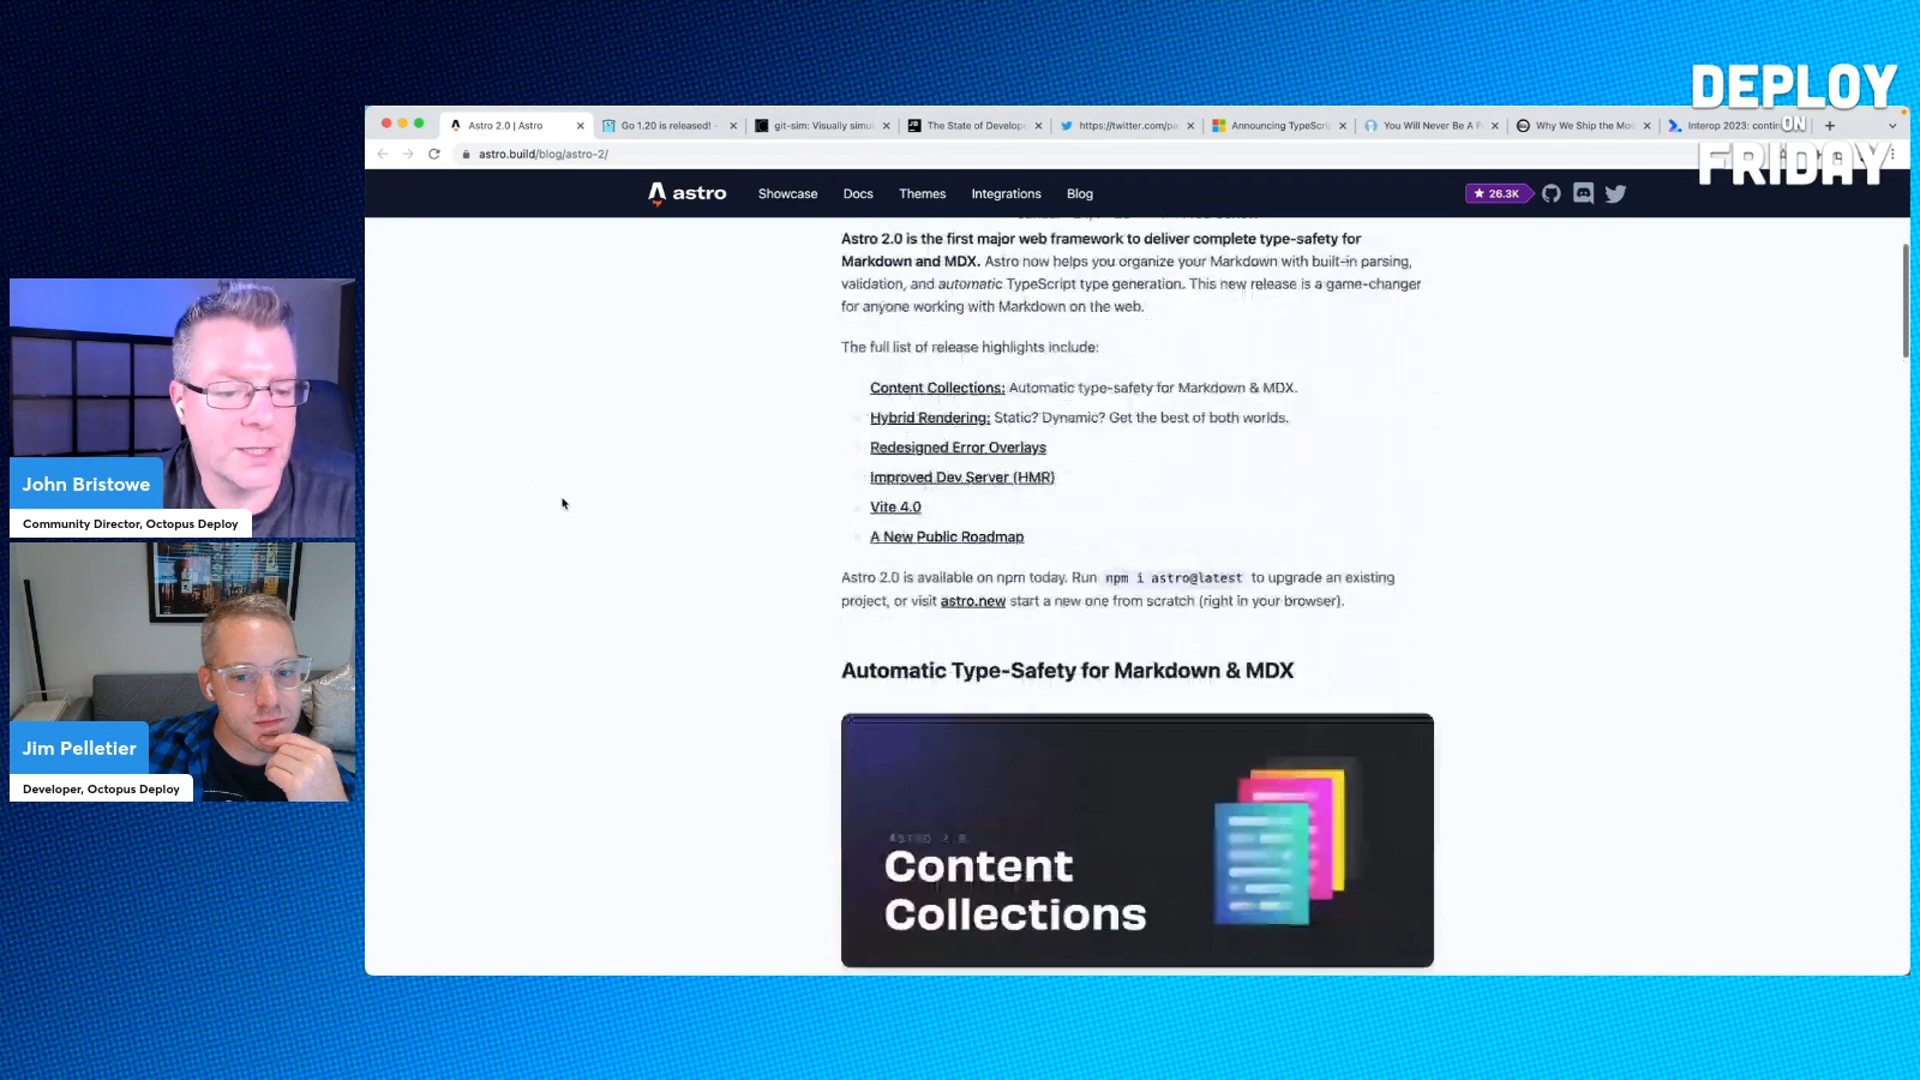 DEPLOY
ON
FRIDAY
Astro 2.0 | Astro
Go 1.20 is released! -
git-sim: Visually simul
The State of Develope
https://twitter.com/pa
Announcing TypeScri
You Will Never Be A F
Why We Ship the Mos
Interop 2023: contin
astro.build/blog/astro-2/
astro
Showcase
Docs
Themes
Integrations
Blog
26.3K
Astro 2.0 is the first major web framework to deliver complete type-safety for
Markdown and MDX. Astro now helps you organize your Markdown with built-in parsing,
validation, and automatic TypeScript type generation. This new release is a game-changer
for anyone working with Markdown on the web.
The full list of release highlights include:
Content Collections: Automatic type-safety for Markdown & MDX.
Hybrid Rendering: Static? Dynamic? Get the best of both worlds.
Redesigned Error Overlays
Improved Dev Server (HMR)
Vite 4.0
A New Public Roadmap
Astro 2.0 is available on npm today. Run npm i astro@latest to upgrade an existing
project, or visit astro.new start a new one from scratch (right in your browser).
Automatic Type-Safety for Markdown & MDX
ASTRO 2.0
Content
Collections
John Bristowe
Community Director, Octopus Deploy
Jim Pelletier
Developer, Octopus Deploy